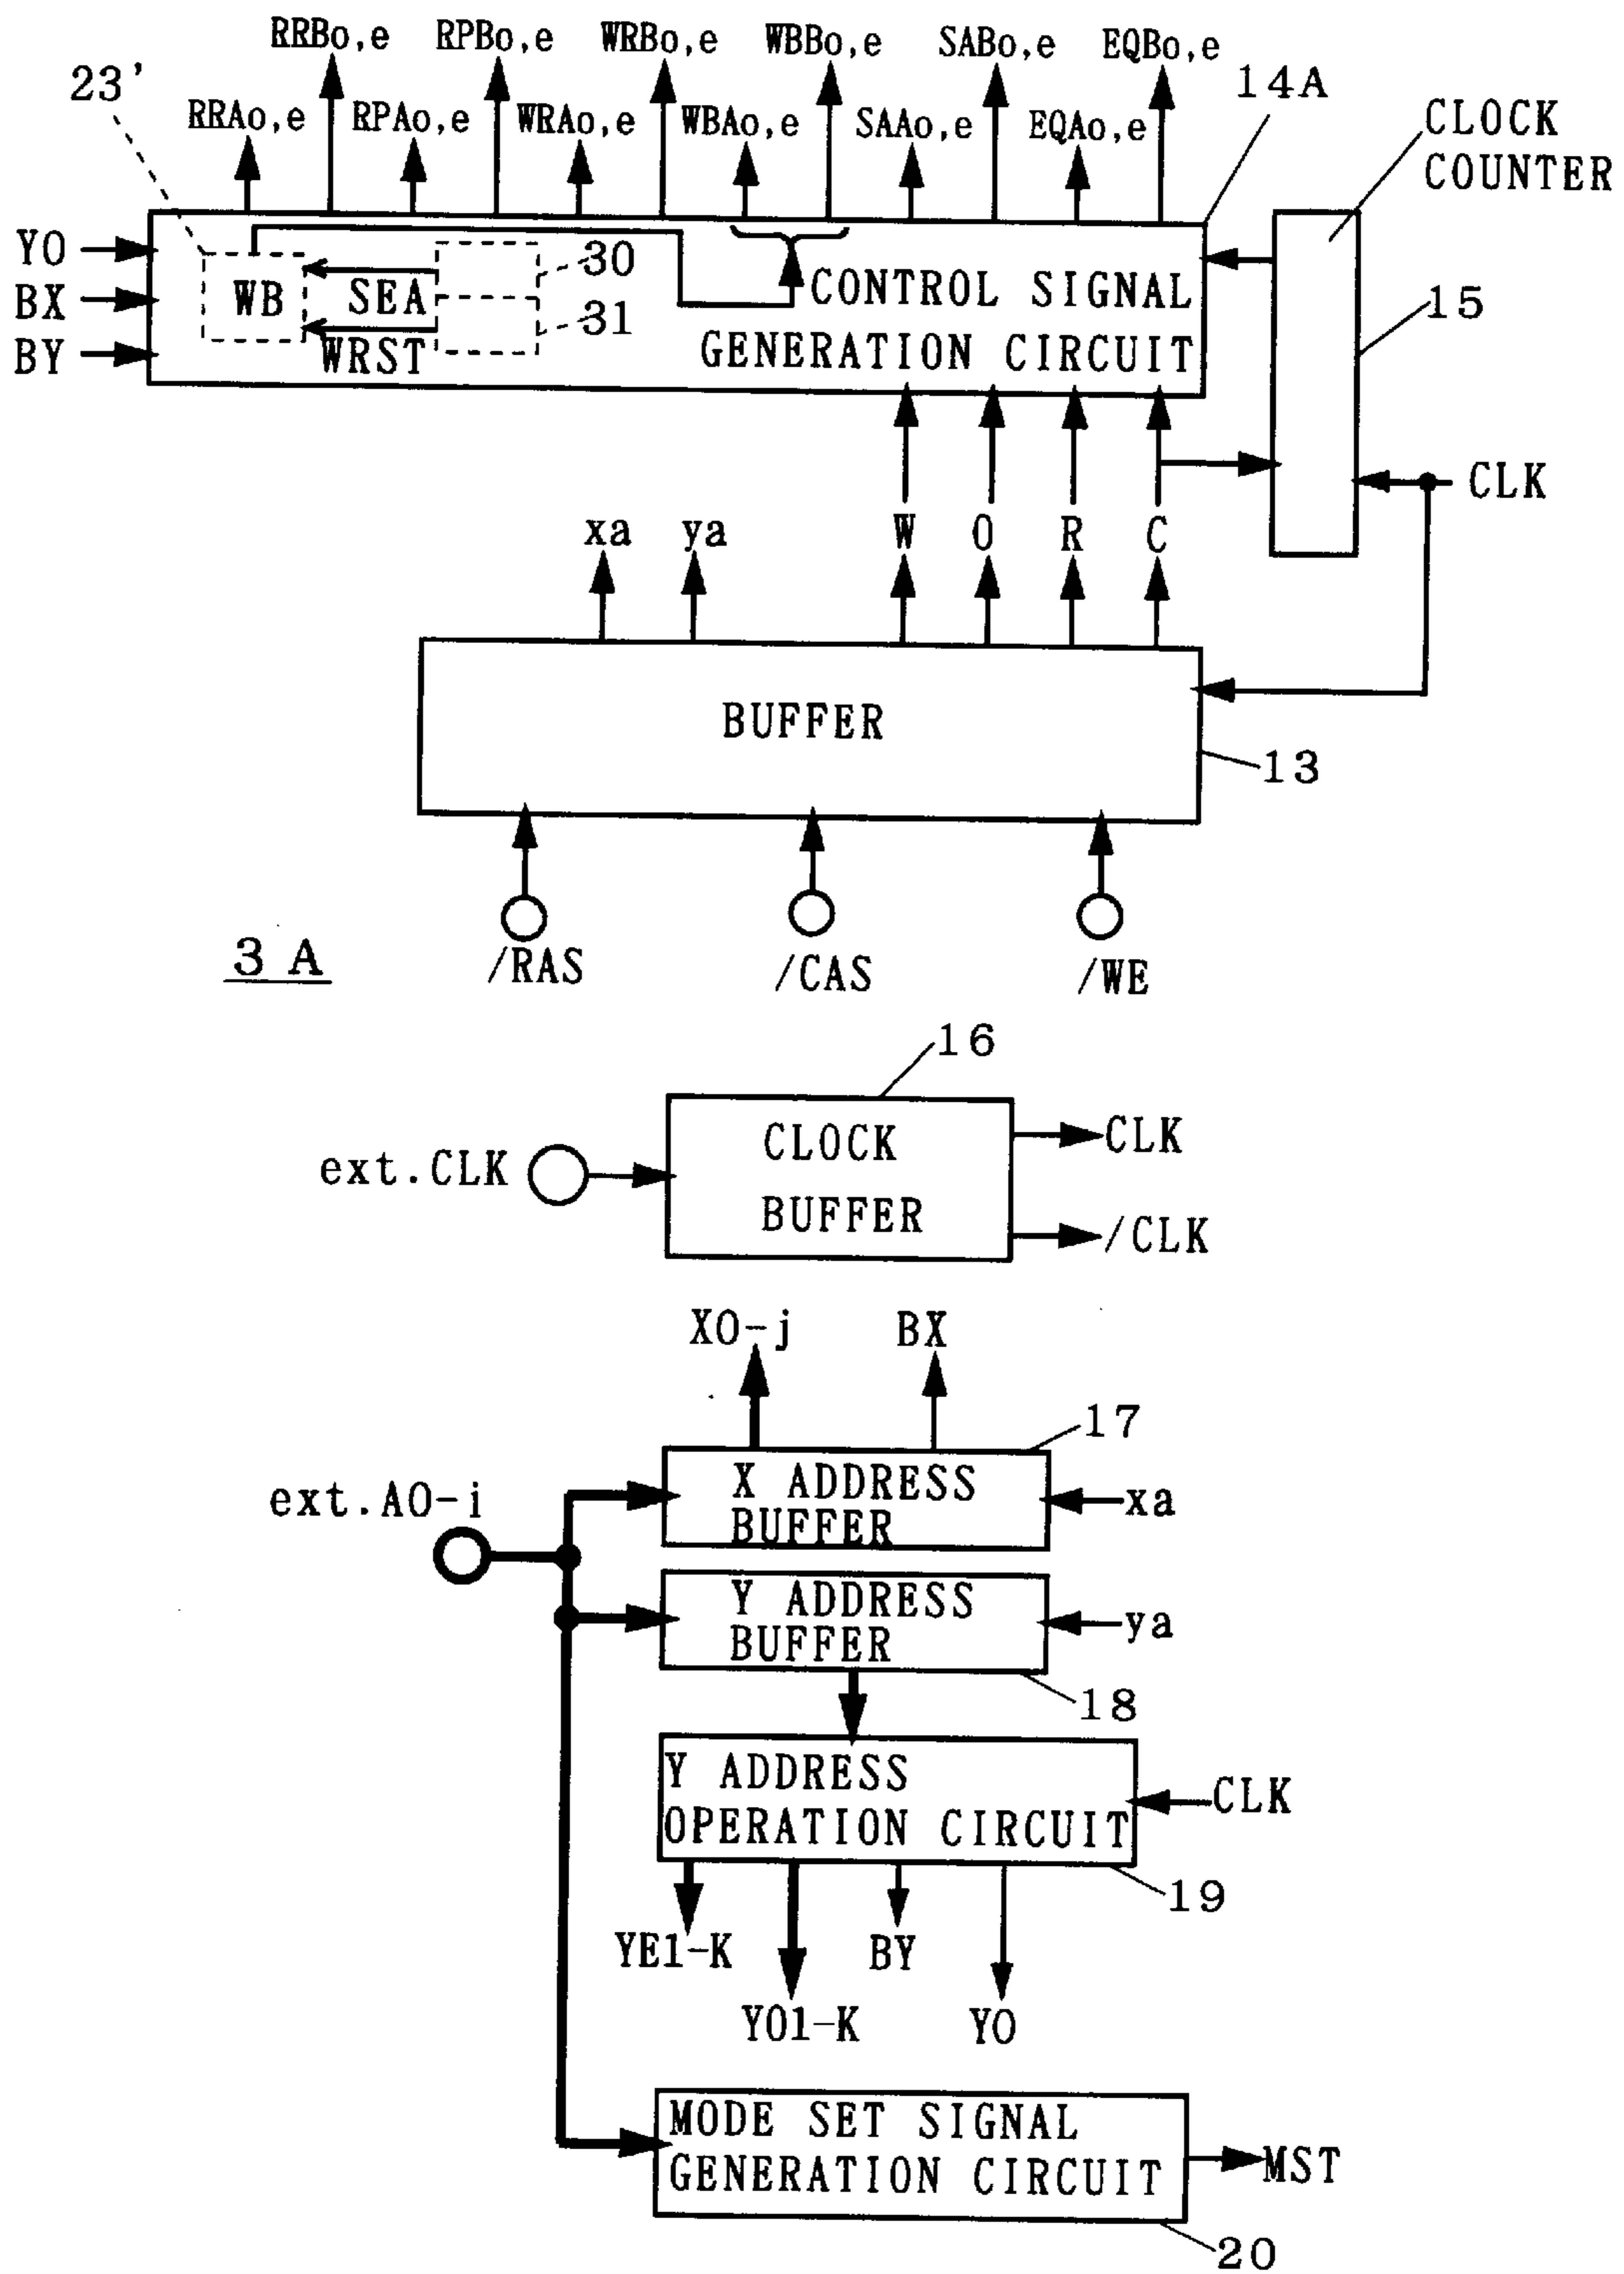 RRBo,e RPBo,e WRBo,e WBBo,e SABo,e EQBo,e
23' 14A
RRAo,e RPAo,e WRAo,e WBAo,e SAAo,e EQAo,e
CLOCK
COUNTER
Y0
BX
BY
WB
SEA
WRST
30
31
CONTROL SIGNAL
GENERATION CIRCUIT
15
CLK
xa ya W O R C
BUFFER
13
/RAS /CAS /WE
3A
16
ext.CLK
CLOCK
BUFFER
CLK
/CLK
X0-j BX
17
ext.A0-i
X ADDRESS
BUFFER
xa
Y ADDRESS
BUFFER
ya
18
Y ADDRESS
OPERATION CIRCUIT
CLK
19
YE1-K BY
YO1-K Y0
MODE SET SIGNAL
GENERATION CIRCUIT
MST
20